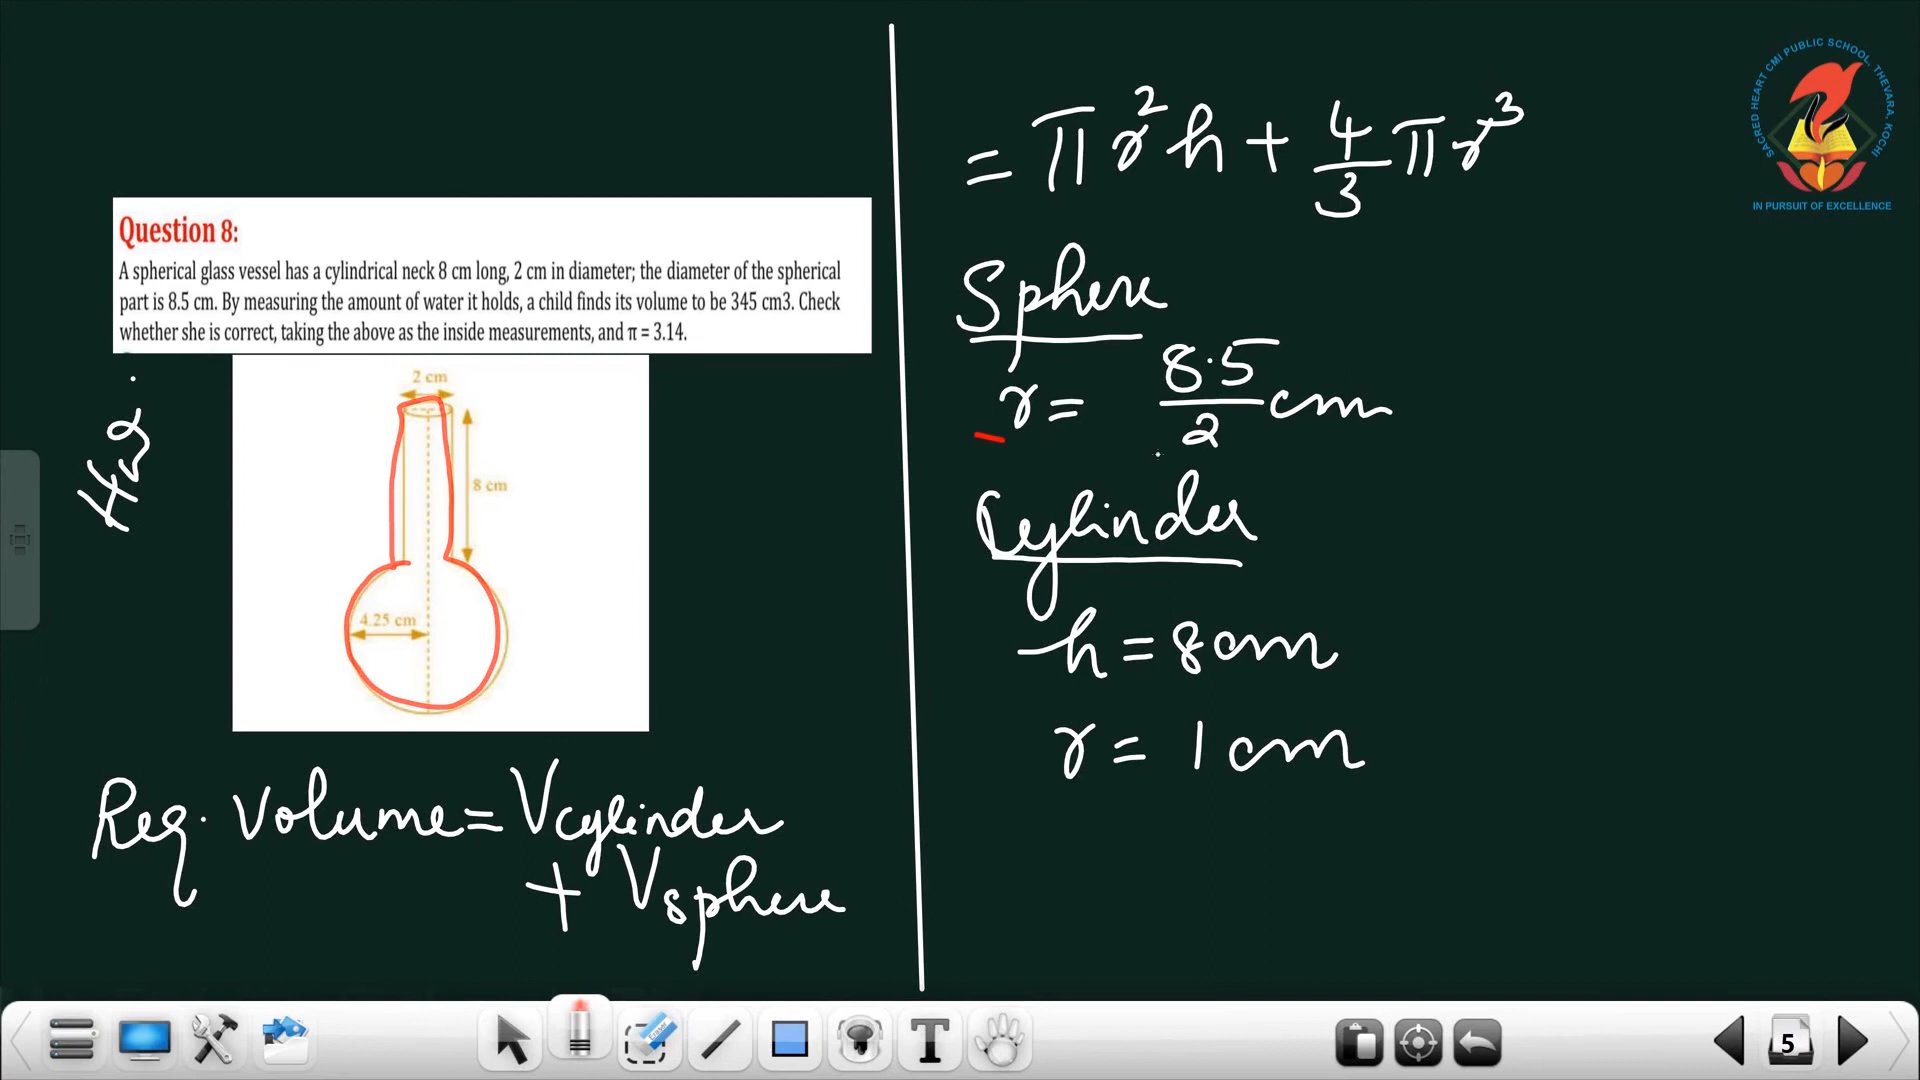 Question 8:
A spherical glass vessel has a cylindrical neck 8 cm long, 2 cm in diameter; the diameter of the spherical
part is 8.5 cm. By measuring the amount of water it holds, a child finds its volume to be 345 cm3. Check
whether she is correct, taking the above as the inside measurements, and π = 3.14.
2 cm
8 cm
4.25 cm
Hw.
Req. Volume = Vcylinder
+ Vsphere
= πr²h + 4/3 πr³
Sphere
r = 8.5/2 cm
Cylinder
h = 8cm
r = 1cm
SACRED HEART CMI PUBLIC SCHOOL, THEVARA, KOCHI
IN PURSUIT OF EXCELLENCE
Eraser
T
5